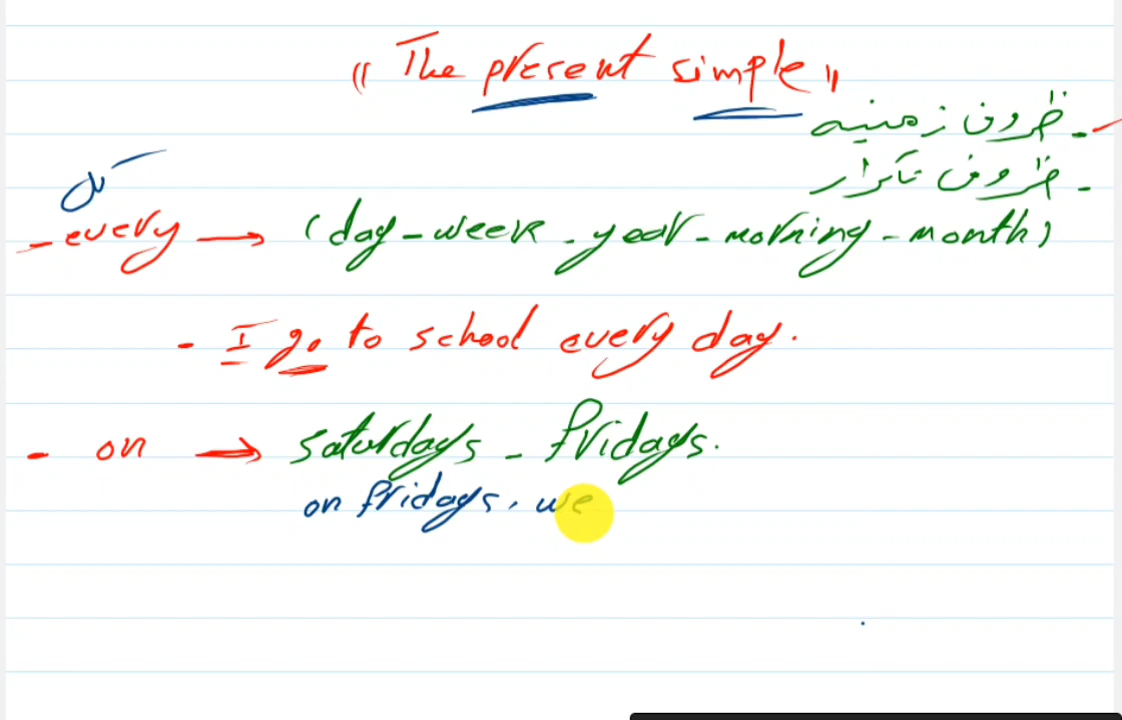 (( The present simple ))
- ظروف زمنيه
- ظروف تكرار
كل
- every → (day - week - year - morning - month)
- I go to school every day.
- on → saturdays - fridays.
on fridays, we